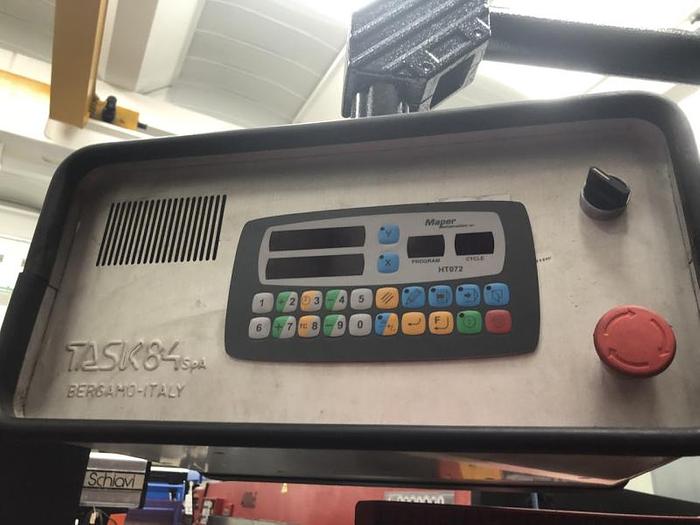 Maper
Y
X
PROGRAM
CYCLE
HT072
1 2 3 4 5
6 7 TC 8 9 0 F
TASK84 SpA
BERGAMO-ITALY
Schiavi